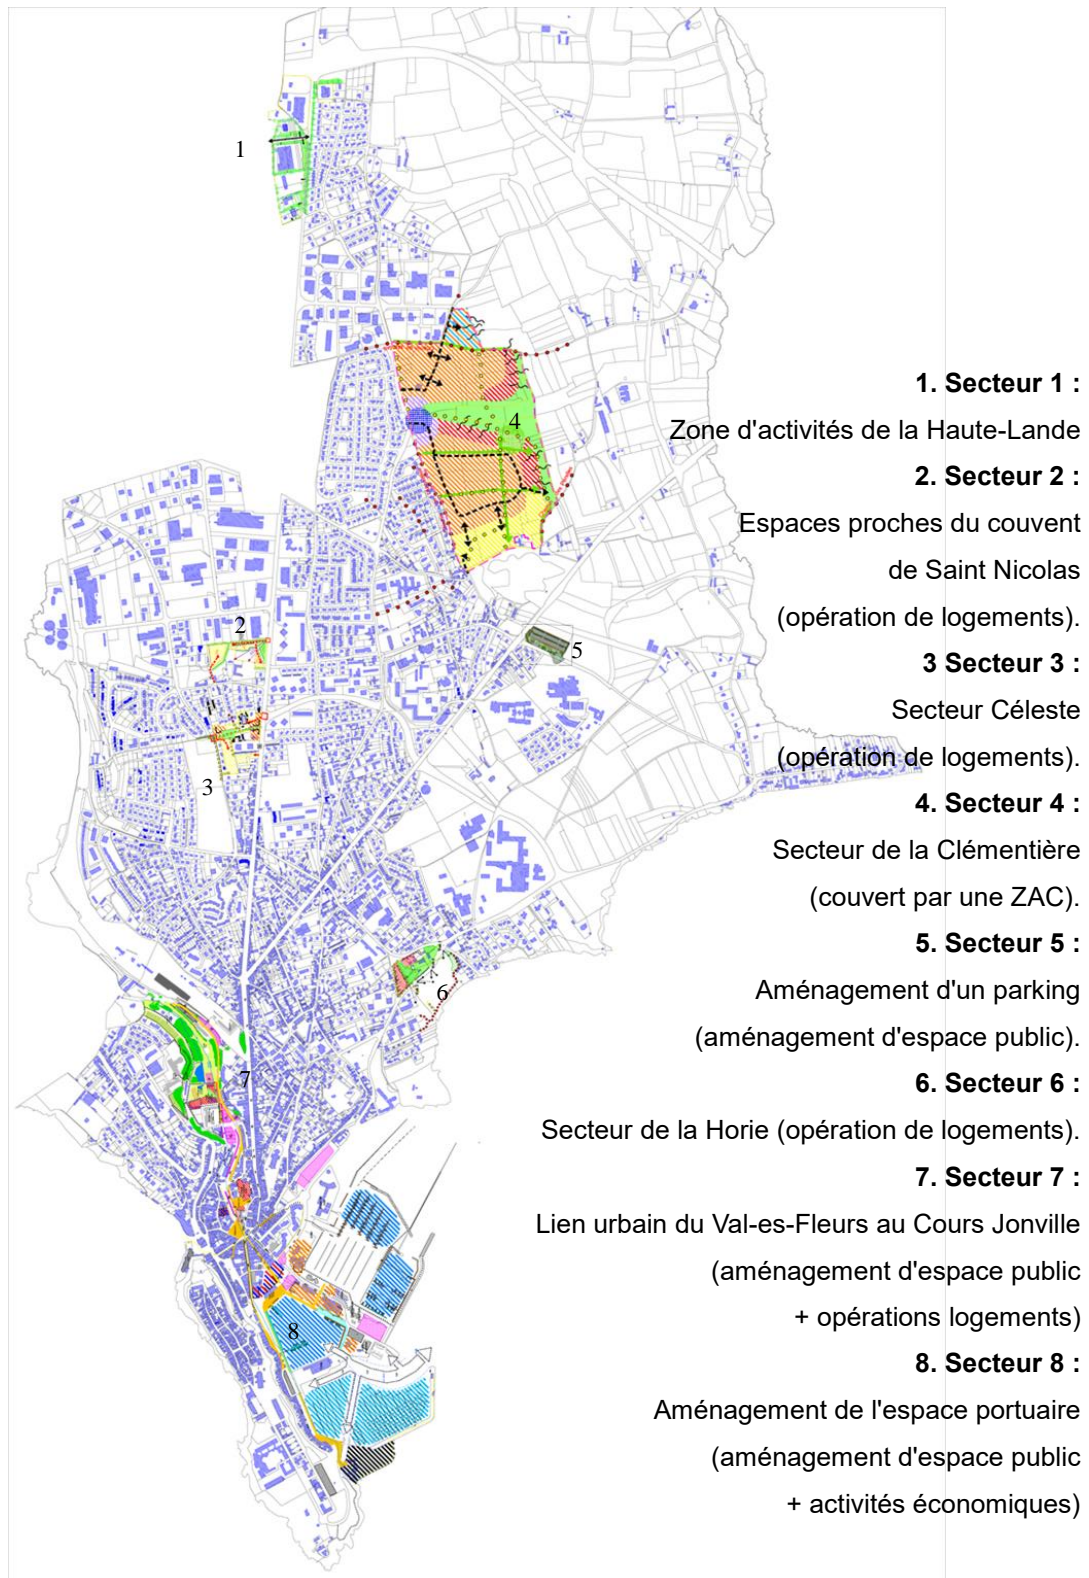 1
2
3
4
5
6
7
8
1. Secteur 1 :
Zone d'activités de la Haute-Lande
2. Secteur 2 :
Espaces proches du couvent
de Saint Nicolas
(opération de logements).
3 Secteur 3 :
Secteur Céleste
(opération de logements).
4. Secteur 4 :
Secteur de la Clémentière
(couvert par une ZAC).
5. Secteur 5 :
Aménagement d'un parking
(aménagement d'espace public).
6. Secteur 6 :
Secteur de la Horie (opération de logements).
7. Secteur 7 :
Lien urbain du Val-es-Fleurs au Cours Jonville
(aménagement d'espace public
+ opérations logements)
8. Secteur 8 :
Aménagement de l'espace portuaire
(aménagement d'espace public
+ activités économiques)